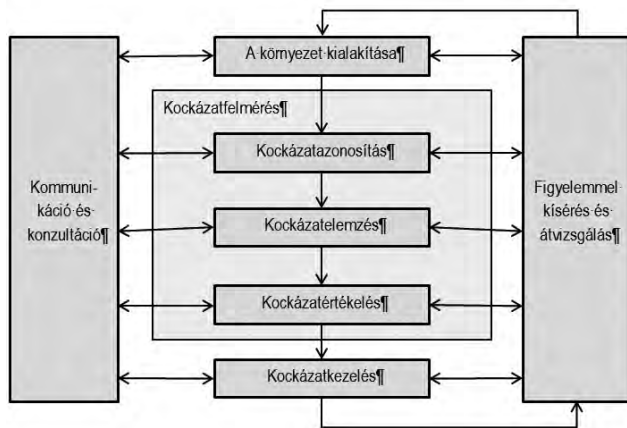 A környezet kialakítása¶
Kockázatfelmérés¶
Kockázatazonosítás¶
Kockázatelemzés¶
Kockázatértékelés¶
Kockázatkezelés¶
Kommuni-
káció és
konzultáció¶
Figyelemmel
kísérés és
átvizsgálás¶